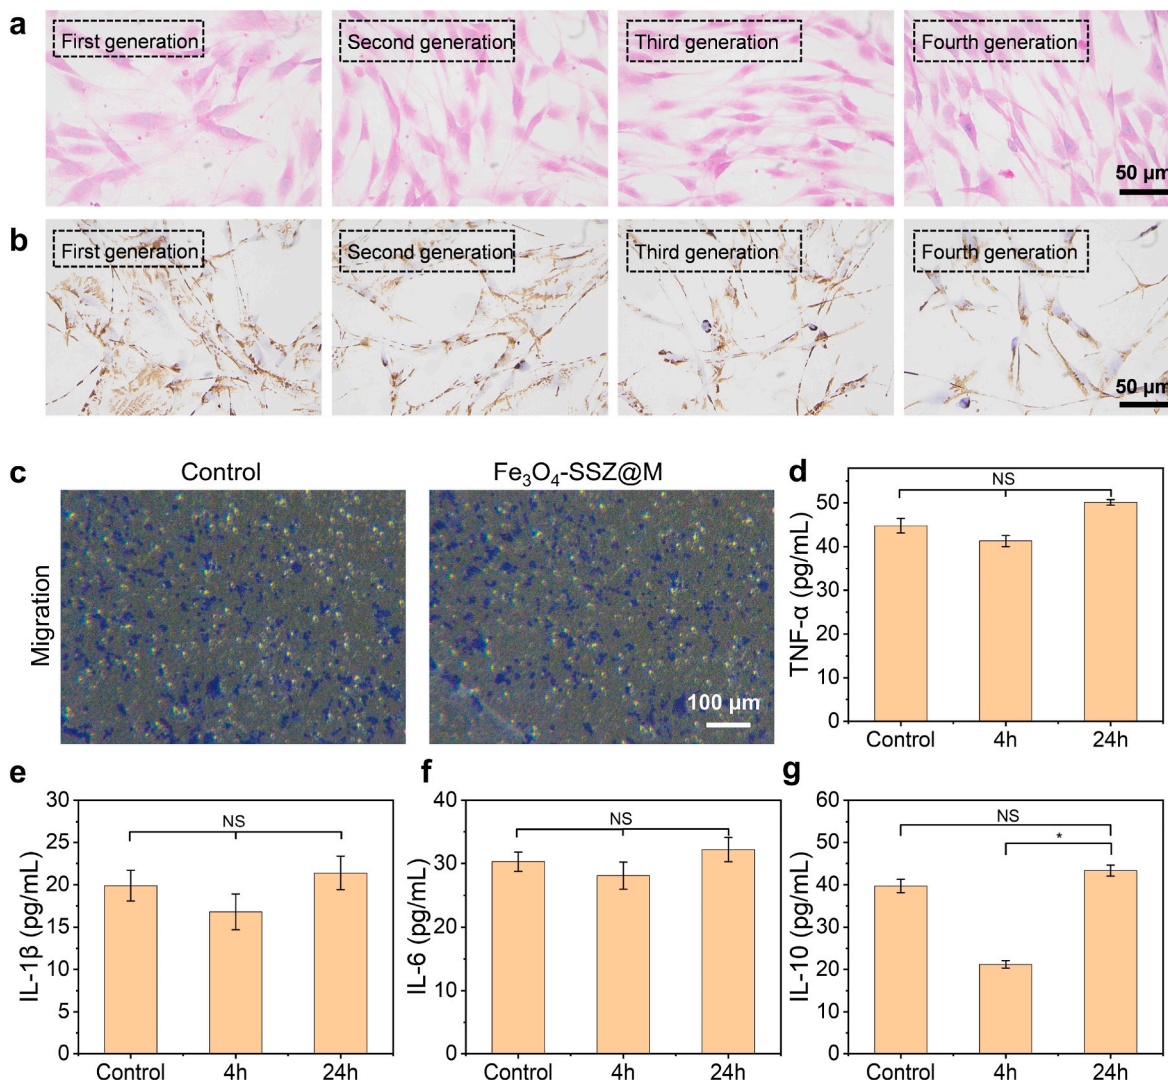 a
First generation
Second generation
Third generation
Fourth generation
50 µm
b
First generation
Second generation
Third generation
Fourth generation
50 µm
c
Control
Fe₃O₄-SSZ@M
Migration
100 µm
d
TNF-α (pg/mL)
50
40
30
20
10
0
NS
Control
4h
24h
e
IL-1β (pg/mL)
30
25
20
15
10
5
0
NS
Control
4h
24h
f
IL-6 (pg/mL)
40
30
20
10
0
NS
Control
4h
24h
g
IL-10 (pg/mL)
60
50
40
30
20
10
0
NS
*
Control
4h
24h